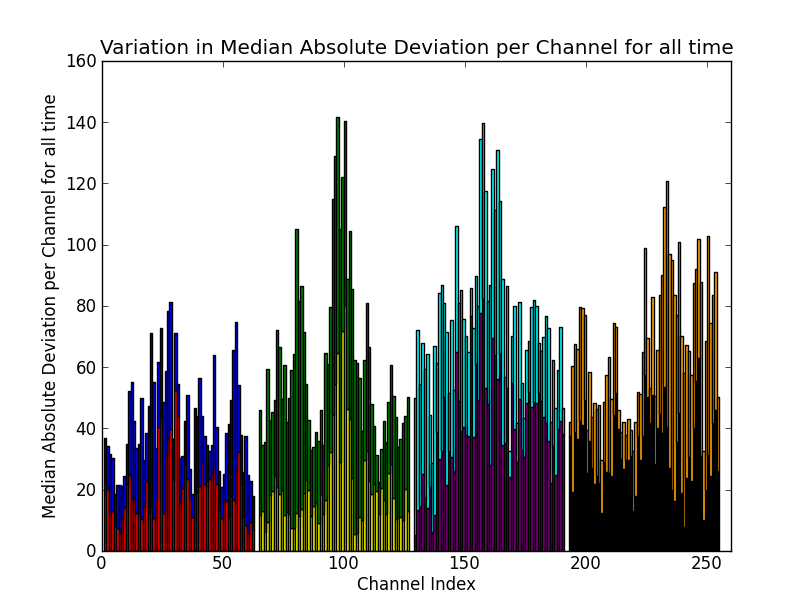 Variation in Median Absolute Deviation per Channel for all time
Median Absolute Deviation per Channel for all time
160
140
120
100
80
60
40
20
0
0 50 100 150 200 250
Channel Index